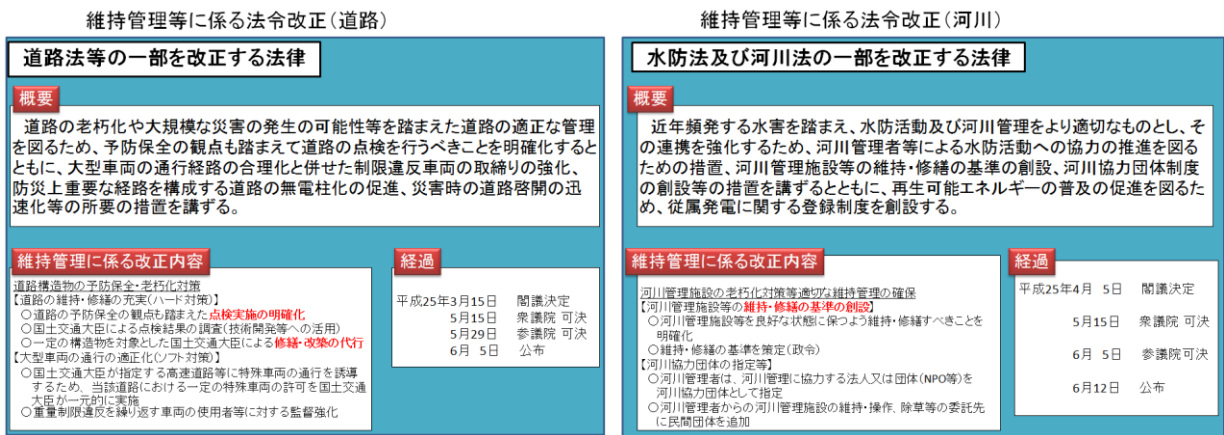 維持管理等に係る法令改正（道路）
道路法等の一部を改正する法律
概要
道路の老朽化や大規模な災害の発生の可能性等を踏まえた道路の適正な管理
を図るため、予防保全の観点も踏まえて道路の点検を行うべきことを明確化すると
ともに、大型車両の通行経路の合理化と併せた制限違反車両の取締りの強化、
防災上重要な経路を構成する道路の無電柱化の促進、災害時の道路啓開の迅
速化等の所要の措置を講ずる。
維持管理に係る改正内容
道路構造物の予防保全・老朽化対策
【道路の維持・修繕の充実（ハード対策）】
○道路の予防保全の観点も踏まえた点検実施の明確化
○国土交通大臣による点検結果の調査（技術開発等への活用）
○一定の構造物を対象とした国土交通大臣による修繕・改築の代行
【大型車両の通行の適正化（ソフト対策）】
○国土交通大臣が指定する高速道路等に特殊車両の通行を誘導
するため、当該道路における一定の特殊車両の許可を国土交通
大臣が一元的に実施
○重量制限違反を繰り返す車両の使用者等に対する監督強化
経過
平成25年3月15日 閣議決定
5月15日 衆議院 可決
5月29日 参議院 可決
6月 5日 公布
維持管理等に係る法令改正（河川）
水防法及び河川法の一部を改正する法律
概要
近年頻発する水害を踏まえ、水防活動及び河川管理をより適切なものとし、そ
の連携を強化するため、河川管理者等による水防活動への協力の推進を図る
ための措置、河川管理施設等の維持・修繕の基準の創設、河川協力団体制度
の創設等の措置を講ずるとともに、再生可能エネルギーの普及の促進を図るた
め、従属発電に関する登録制度を創設する。
維持管理に係る改正内容
河川管理施設の老朽化対策等適切な維持管理の確保
【河川管理施設等の維持・修繕の基準の創設】
○河川管理施設等を良好な状態に保つよう維持・修繕すべきことを
明確化
○維持・修繕の基準を策定（政令）
【河川協力団体の指定等】
○河川管理者は、河川管理に協力する法人又は団体（NPO等）を
河川協力団体として指定
○河川管理者からの河川管理施設の維持・操作、除草等の委託先
に民間団体を追加
経過
平成25年4月 5日 閣議決定
5月15日 衆議院 可決
6月 5日 参議院可決
6月12日 公布